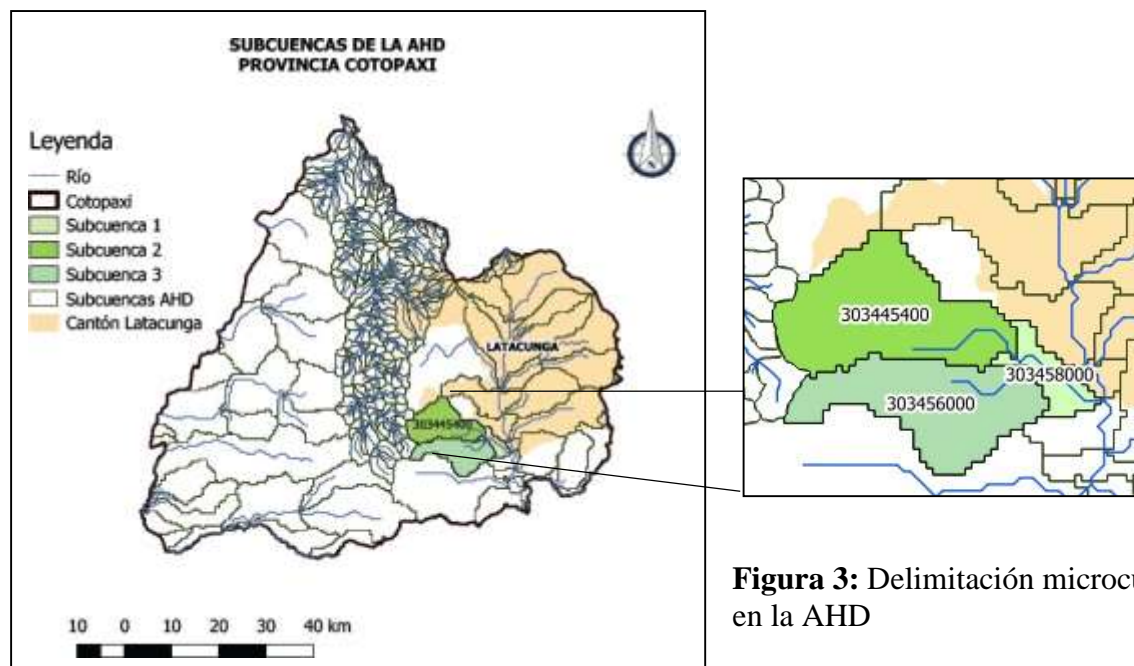 SUBCUENCAS DE LA AHD
PROVINCIA COTOPAXI
Leyenda
Río
Cotopaxi
Subcuenca 1
Subcuenca 2
Subcuenca 3
Subcuencas AHD
Cantón Latacunga
LATACUNGA
303445400
10 0 10 20 30 40 km
303445400
303458000
303456000
Figura 3: Delimitación
en la AHD